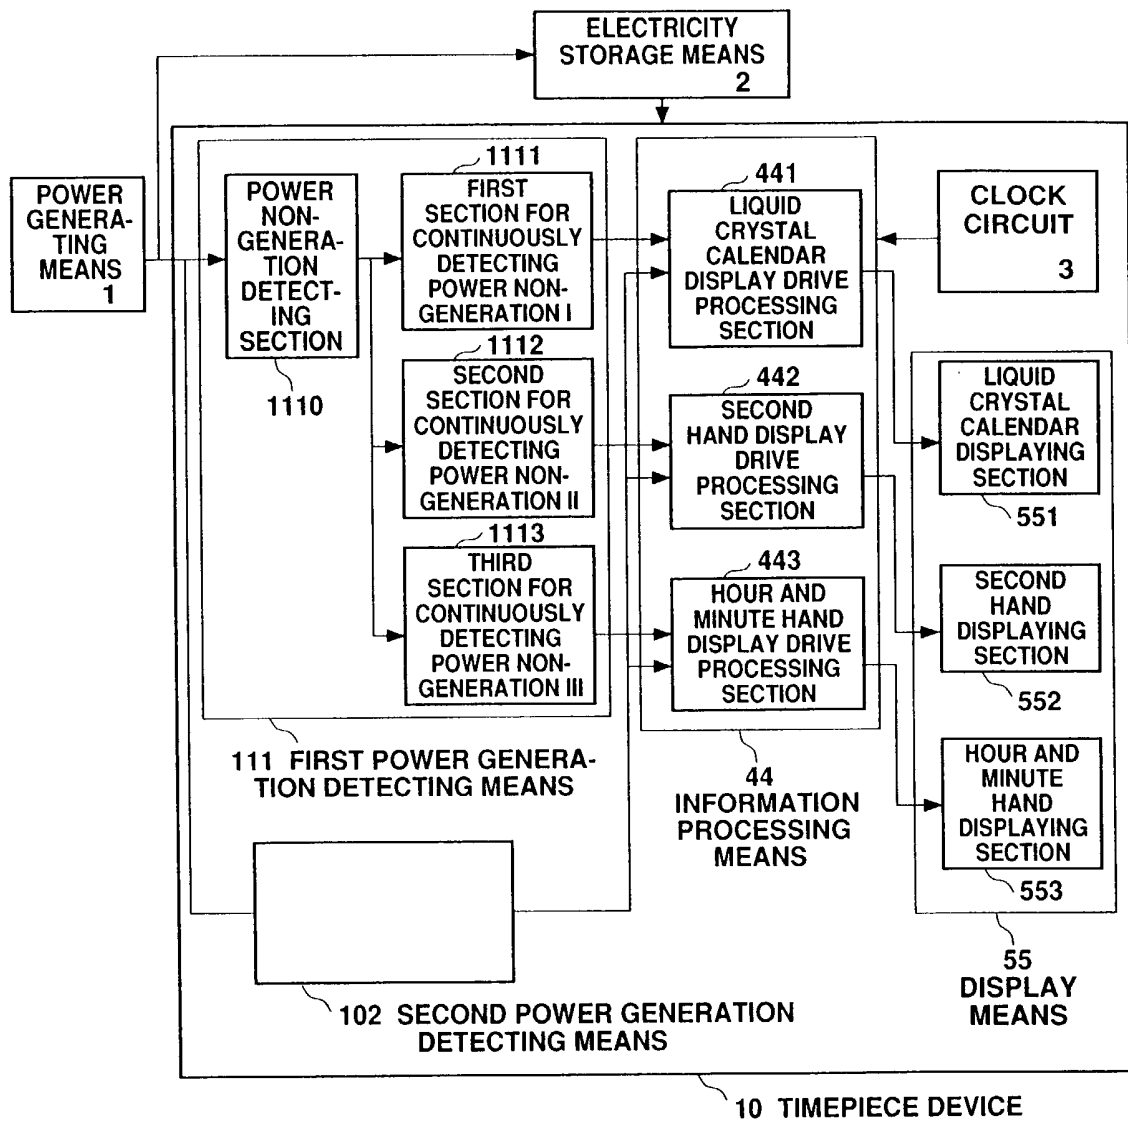 ELECTRICITY
STORAGE MEANS
2
POWER
GENERA-
TING
MEANS
1
POWER
NON-
GENERA-
TION
DETECT-
ING
SECTION
1110
1111
FIRST
SECTION FOR
CONTINUOUSLY
DETECTING
POWER NON-
GENERATION I
1112
SECOND
SECTION FOR
CONTINUOUSLY
DETECTING
POWER NON-
GENERATION II
1113
THIRD
SECTION FOR
CONTINUOUSLY
DETECTING
POWER NON-
GENERATION III
111 FIRST POWER GENERA-
TION DETECTING MEANS
441
LIQUID
CRYSTAL
CALENDAR
DISPLAY DRIVE
PROCESSING
SECTION
442
SECOND
HAND DISPLAY
DRIVE
PROCESSING
SECTION
443
HOUR AND
MINUTE HAND
DISPLAY DRIVE
PROCESSING
SECTION
44
INFORMATION
PROCESSING
MEANS
CLOCK
CIRCUIT
3
LIQUID
CRYSTAL
CALENDAR
DISPLAYING
SECTION
551
SECOND
HAND
DISPLAYING
SECTION
552
HOUR AND
MINUTE
HAND
DISPLAYING
SECTION
553
55
DISPLAY
MEANS
102 SECOND POWER GENERATION
DETECTING MEANS
10 TIMEPIECE DEVICE